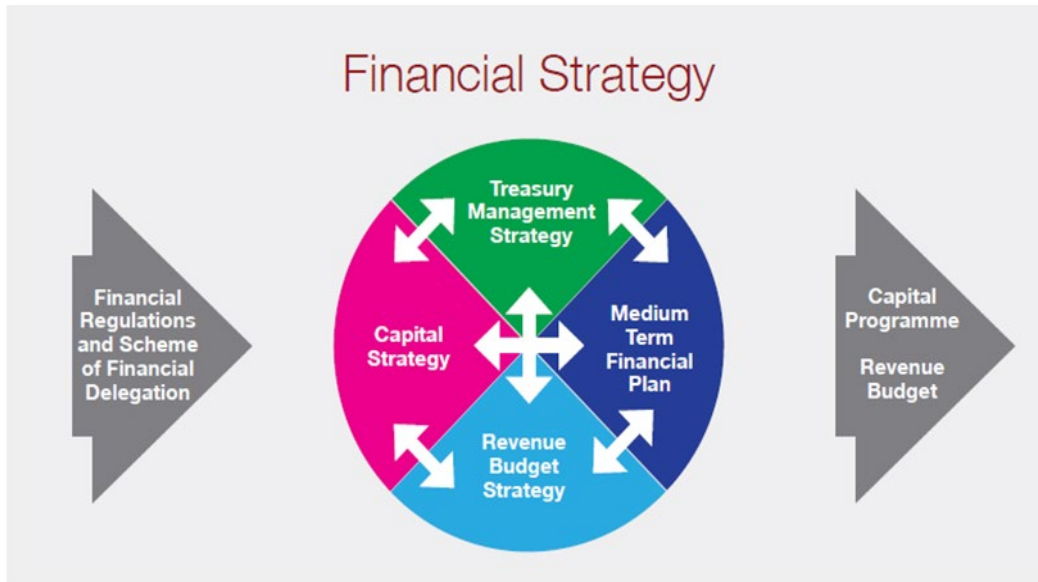 Financial Strategy
Financial
Regulations
and Scheme
of Financial
Delegation
Treasury
Management
Strategy
Capital
Strategy
Medium
Term
Financial
Plan
Revenue
Budget
Strategy
Capital
Programme
Revenue
Budget